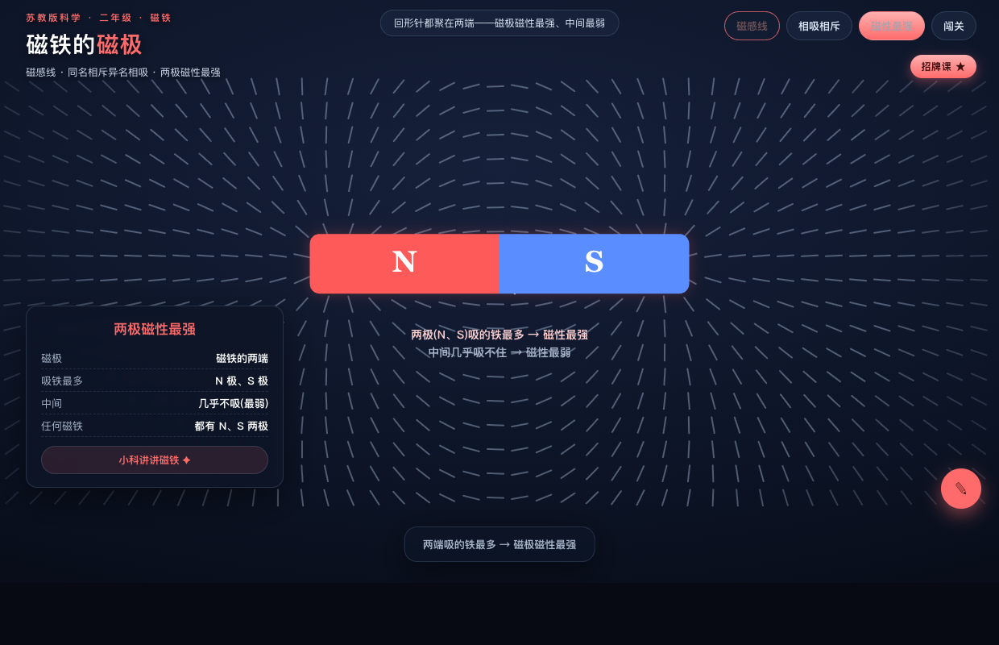 苏教版科学 · 二年级 · 磁铁
磁铁的磁极
磁感线 · 同名相斥异名相吸 · 两极磁性最强
回形针都聚在两端——磁极磁性最强、中间最弱
磁感线
相吸相斥
磁性最强
闯关
招牌课 ★
N
S
两极(N、S)吸的铁最多 → 磁性最强
中间几乎吸不住 → 磁性最弱
两极磁性最强
磁极 磁铁的两端
吸铁最多 N 极、S 极
中间 几乎不吸(最弱)
任何磁铁 都有 N、S 两极
小科讲讲磁铁 ✦
✎
两端吸的铁最多 → 磁极磁性最强